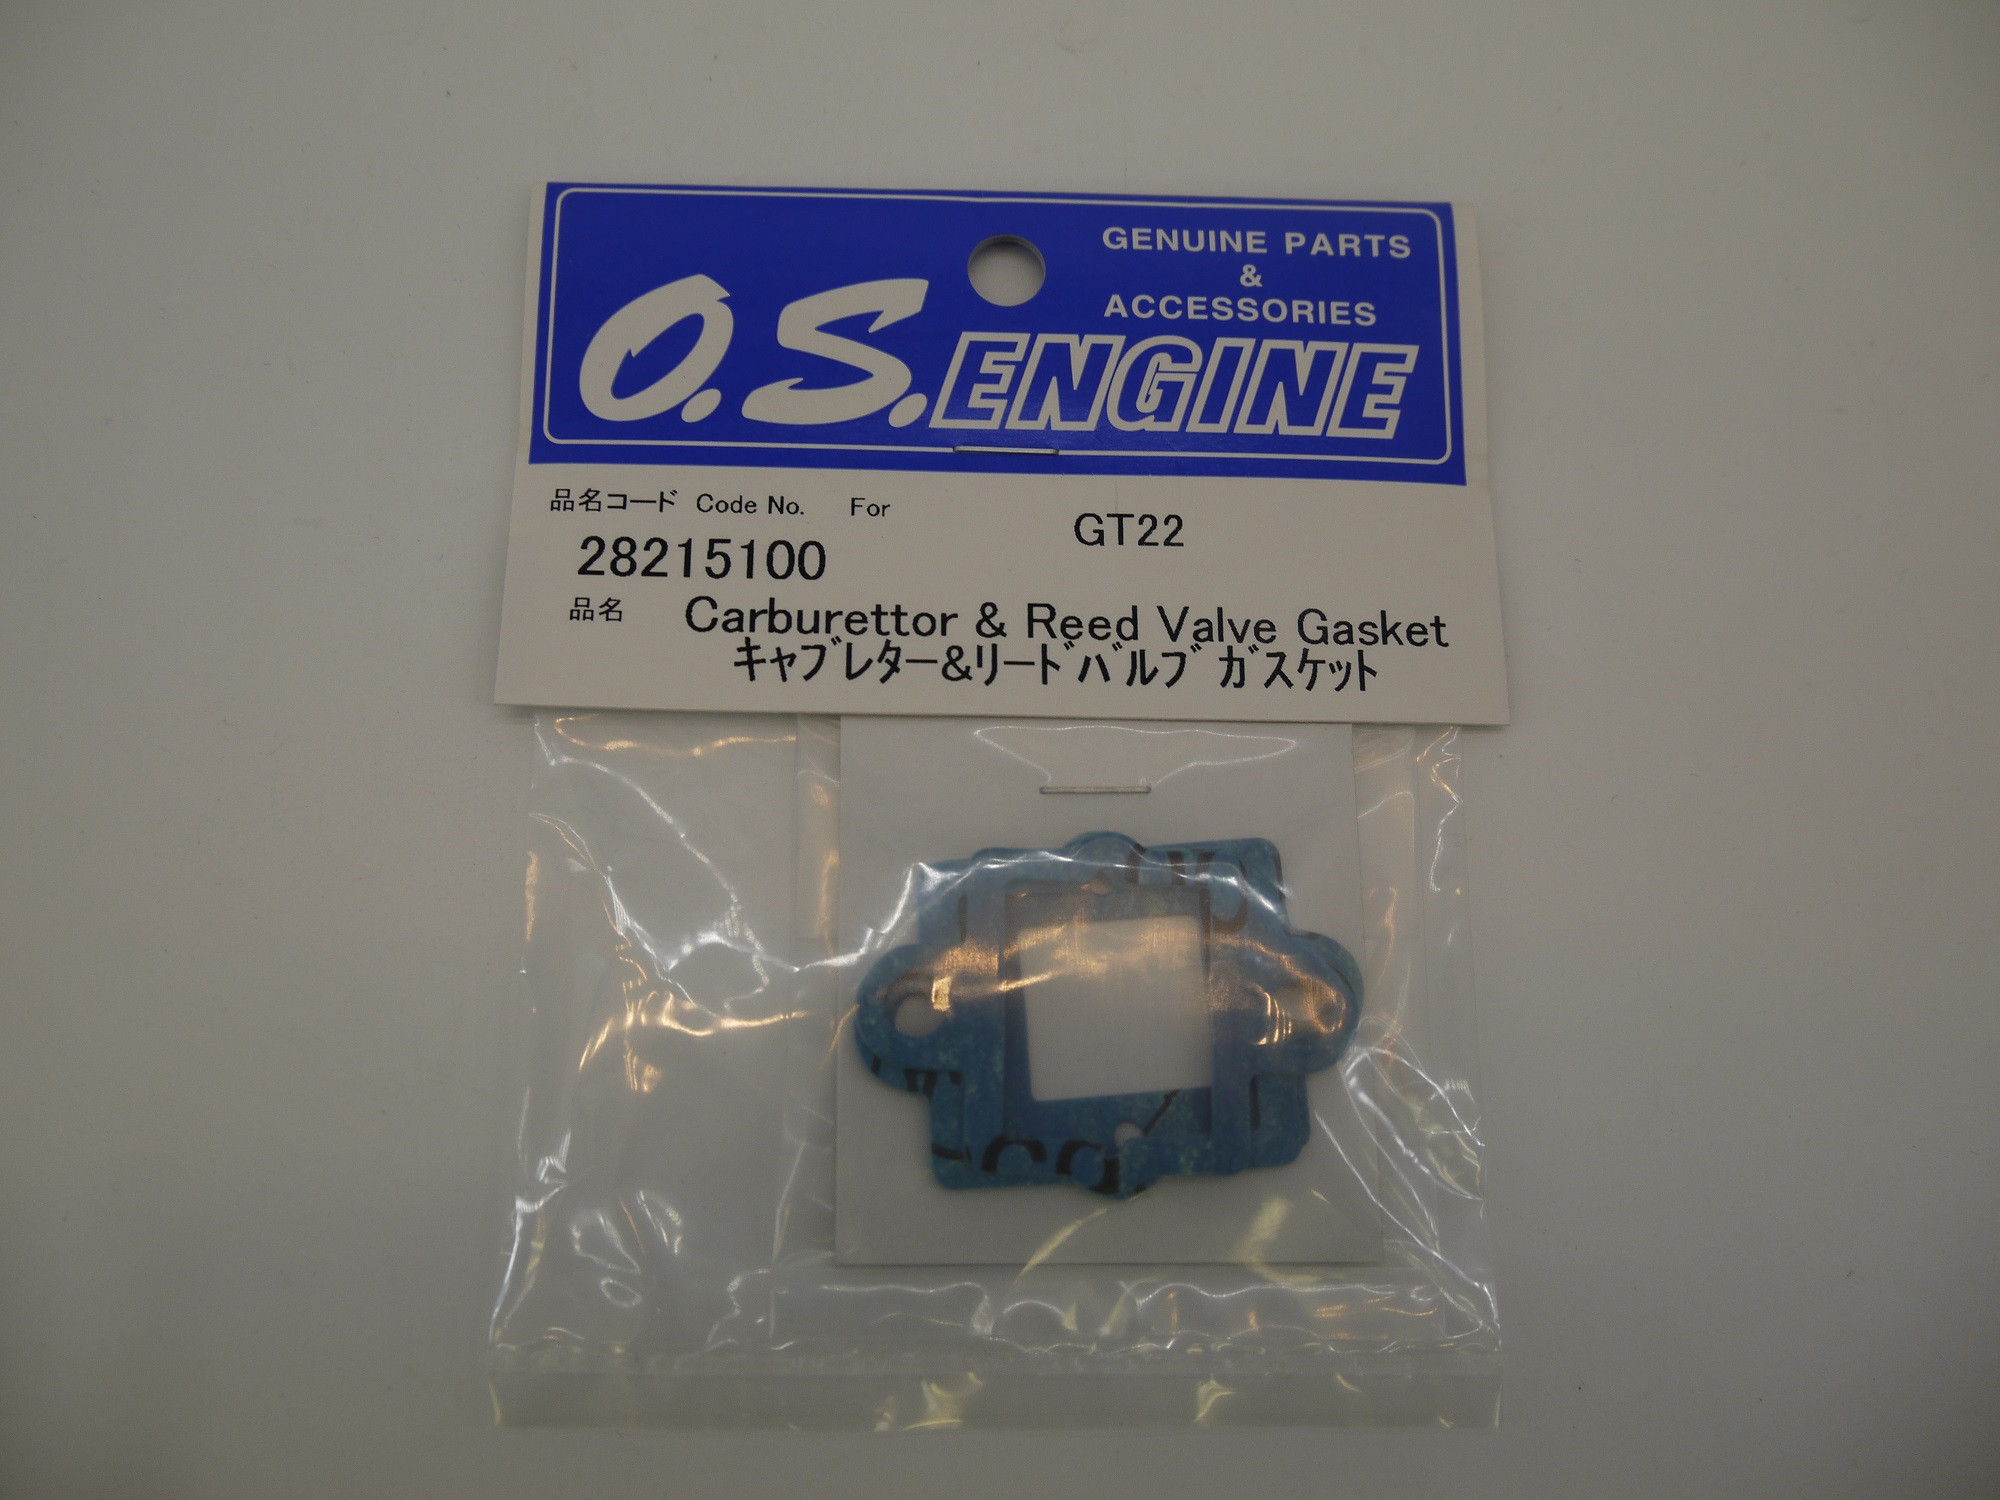 GENUINE PARTS
&
ACCESSORIES
O.S.ENGINE
品名コード Code No. For
GT22
28215100
品名 Carburettor & Reed Valve Gasket
キャブレター&リードバルブガスケット